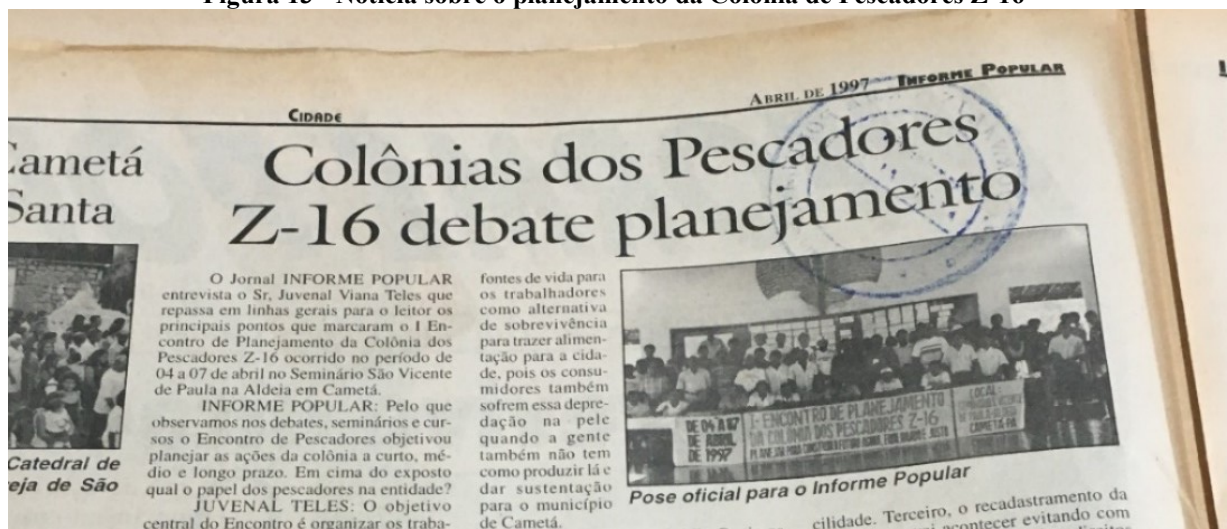 Figura 15 - Notícia sobre o planejamento da Colônia de Pescadores Z-16
ABRIL DE 1997 INFORME POPULAR
CIDADE
Cametá
Santa
Catedral de
eja de São
Colônias dos Pescadores
Z-16 debate planejamento
O Jornal INFORME POPULAR
entrevista o Sr, Juvenal Viana Teles que
repassa em linhas gerais para o leitor os
principais pontos que marcaram o I En-
contro de Planejamento da Colônia dos
Pescadores Z-16 ocorrido no período de
04 a 07 de abril no Seminário São Vicente
de Paula na Aldeia em Cametá.
INFORME POPULAR: Pelo que
observamos nos debates, seminários e cur-
sos o Encontro de Pescadores objetivou
planejar as ações da colônia a curto, mé-
dio e longo prazo. Em cima do exposto
qual o papel dos pescadores na entidade?
JUVENAL TELES: O objetivo
central do Encontro é organizar os traba-
fontes de vida para
os trabalhadores
como alternativa
de sobrevivência
para trazer alimen-
tação para a cida-
de, pois os consu-
midores também
sofrem essa depre-
dação na pele
quando a gente
também não tem
como produzir lá e
dar sustentação
para o município
de Cametá.
DE 04 A 07
DE ABRIL
DE 1997
I- ENCONTRO DE PLANEJAMENTO
DA COLONIA DOS PESCADORES Z-16
LOCAL:
CAMETÁ-PA
Pose oficial para o Informe Popular
cilidade. Terceiro, o recadastramento da
acontecer evitando com